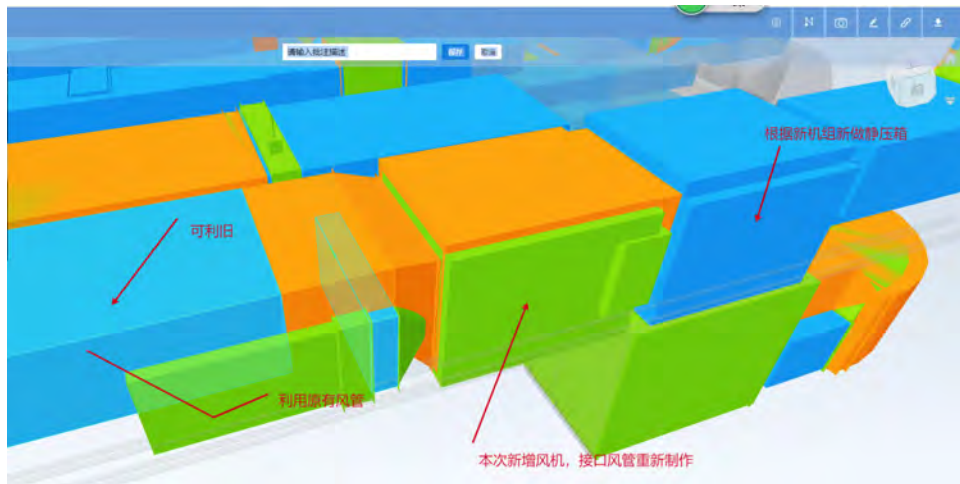 请输入批注描述 保存 取消
根据新机组新做静压箱
可利旧
利用原有风管
本次新增风机，接口风管重新制作